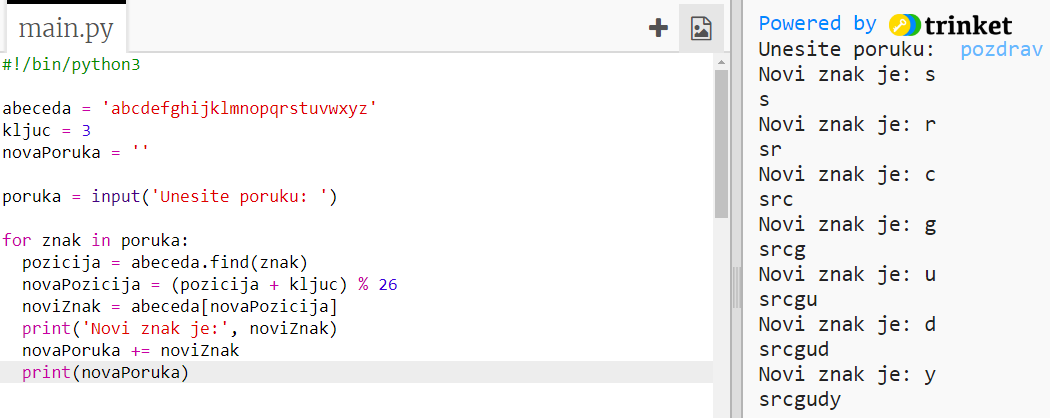 main.py
#!/bin/python3
abeceda = 'abcdefghijklmnopqrstuvwxyz'
kljuc = 3
novaPoruka = ''
poruka = input('Unesite poruku: ')
for znak in poruka:
  pozicija = abeceda.find(znak)
  novaPozicija = (pozicija + kljuc) % 26
  noviZnak = abeceda[novaPozicija]
  print('Novi znak je:', noviZnak)
  novaPoruka += noviZnak
  print(novaPoruka)
Powered by trinket
Unesite poruku:  pozdrav
Novi znak je: s
s
Novi znak je: r
sr
Novi znak je: c
src
Novi znak je: g
srcg
Novi znak je: u
srcgu
Novi znak je: d
srcgud
Novi znak je: y
srcgudy